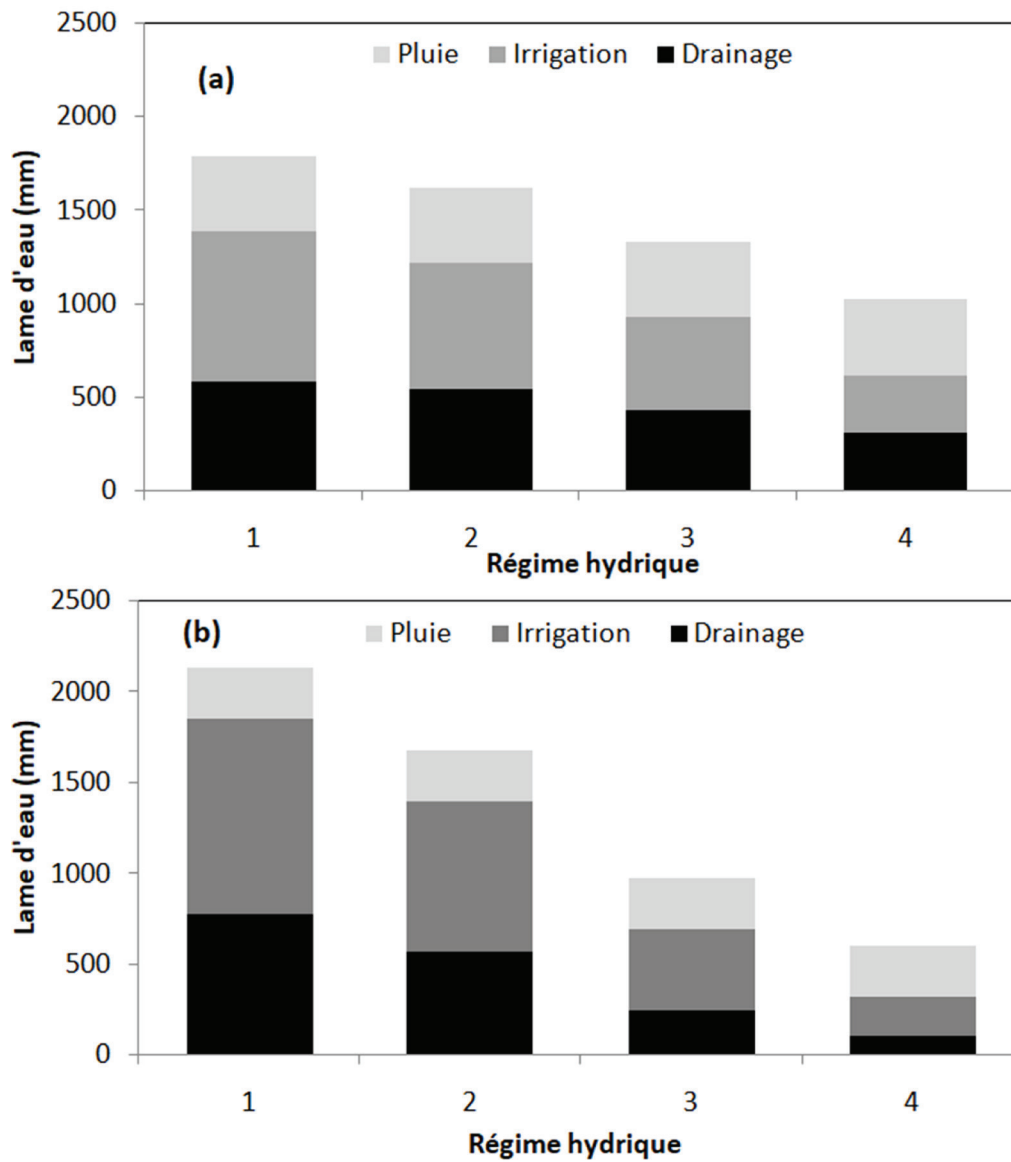 2500
(a)
Pluie Irrigation Drainage
2000
1500
1000
500
0
Lame d'eau (mm)
1 2 3 4
Régime hydrique
2500
(b)
Pluie Irrigation Drainage
2000
1500
1000
500
0
Lame d'eau (mm)
1 2 3 4
Régime hydrique